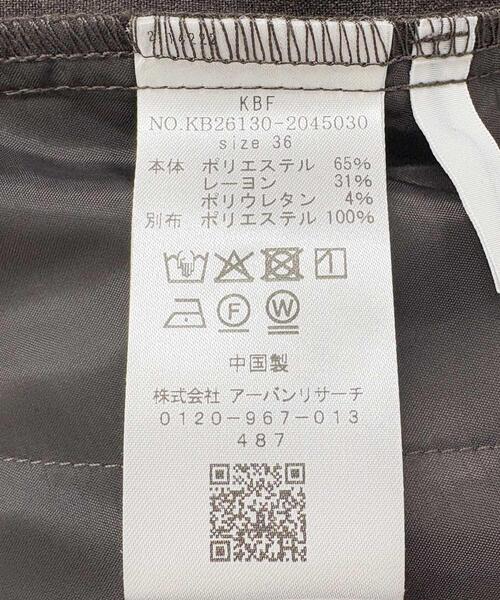 KBF
NO.KB26130-2045030
size 36
本体 ポリエステル 65%
レーヨン 31%
ポリウレタン 4%
別布 ポリエステル 100%
F W
中国製
株式会社 アーバンリサーチ
0120-967-013
487